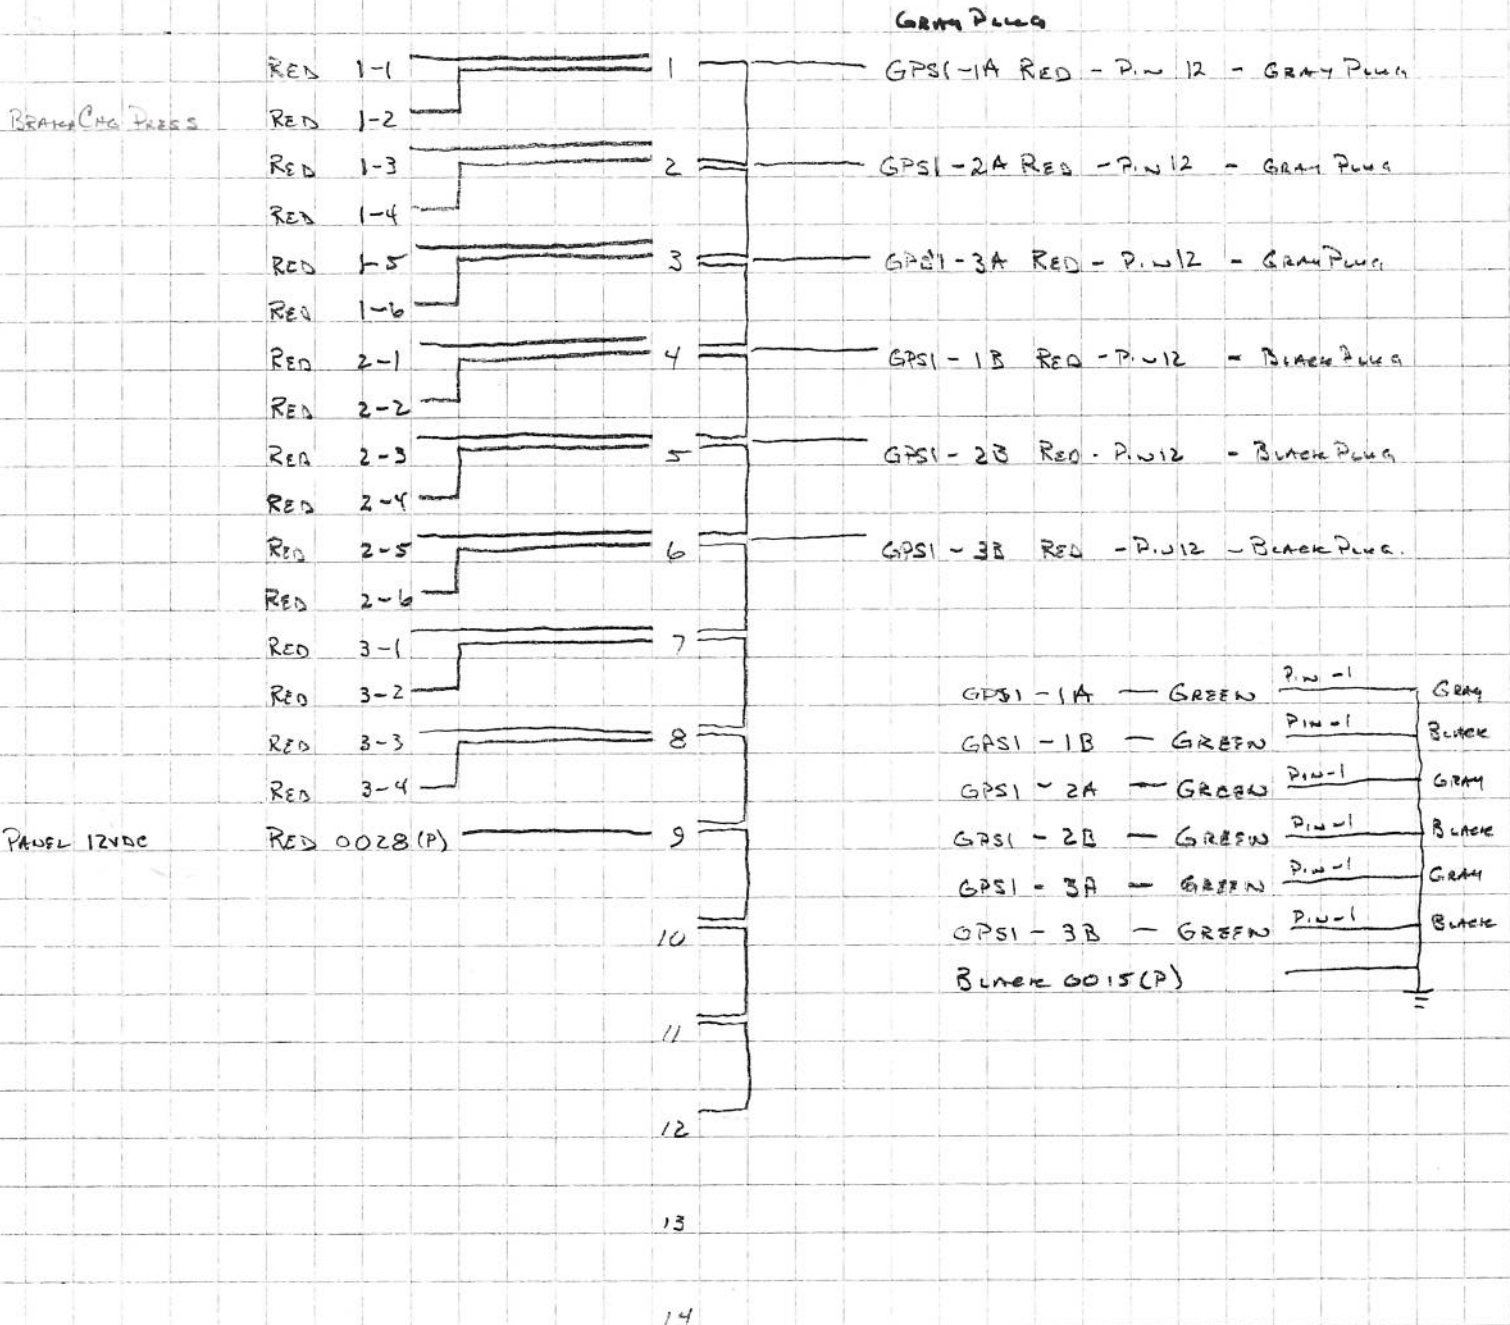 GRAY PLUG
RED 1-1 1 GPS1-1A RED - PIN 12 - GRAY PLUG
BRAKE CHG PRESS RED 1-2
RED 1-3 2 GPS1-2A RED - PIN 12 - GRAY PLUG
RED 1-4
RED 1-5 3 GPS1-3A RED - PIN 12 - GRAY PLUG
RED 1-6
RED 2-1 4 GPS1-1B RED - PIN 12 - BLACK PLUG
RED 2-2
RED 2-3 5 GPS1-2B RED - PIN 12 - BLACK PLUG
RED 2-4
RED 2-5 6 GPS1-3B RED - PIN 12 - BLACK PLUG.
RED 2-6
RED 3-1 7
RED 3-2 GPS1-1A - GREEN PIN-1 GRAY
RED 3-3 8 GPS1-1B - GREEN PIN-1 BLACK
RED 3-4 GPS1-2A - GREEN PIN-1 GRAY
PANEL 12VDC RED 0028(P) 9 GPS1-2B - GREEN PIN-1 BLACK
GPS1-3A - GREEN PIN-1 GRAY
10 GPS1-3B - GREEN PIN-1 BLACK
BLACK 0015(P)
11
12
13
14